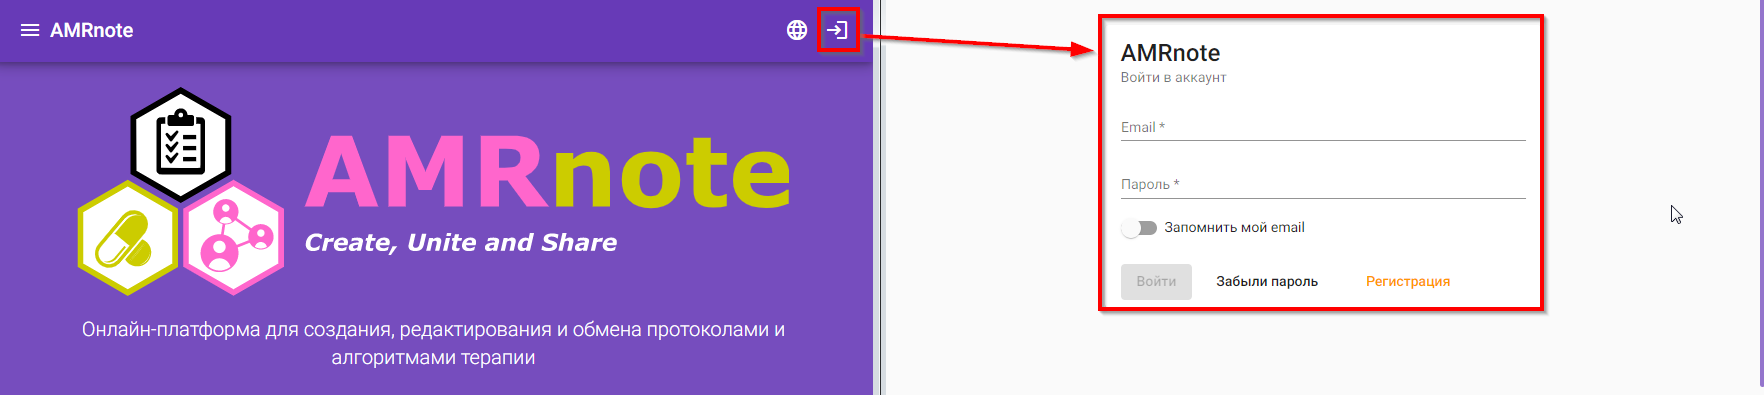 AMRnote
AMRnote
Create, Unite and Share
Онлайн-платформа для создания, редактирования и обмена протоколами и
алгоритмами терапии
AMRnote
Войти в аккаунт
Email *
Пароль *
Запомнить мой email
Войти Забыли пароль Регистрация